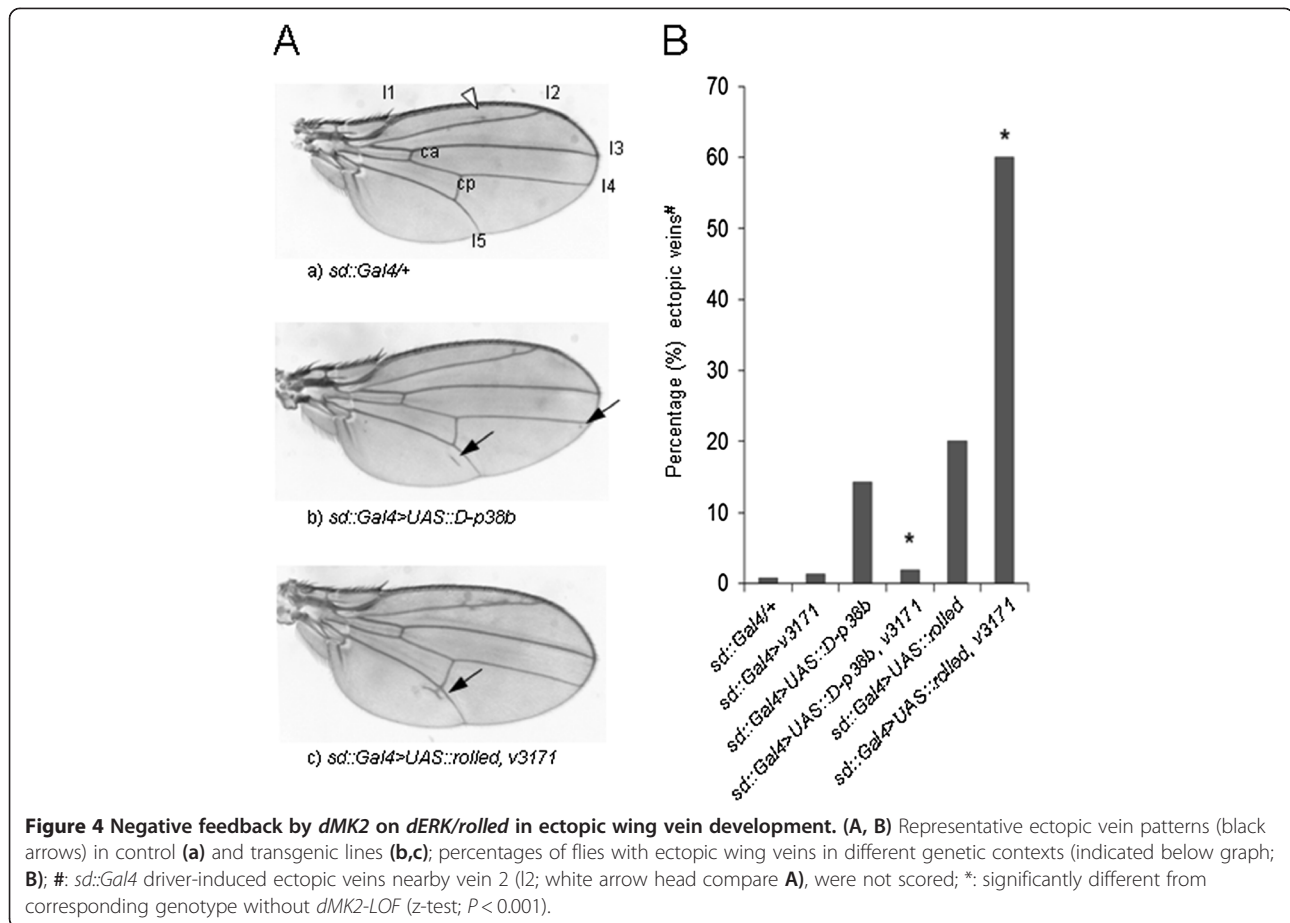 A
l1
l2
l3
ca
cp
l4
l5
a) sd::Gal4/+
b) sd::Gal4>UAS::D-p38b
c) sd::Gal4>UAS::rolled, v3171
B
Percentage (%) ectopic veins#
70
60
50
40
30
20
10
0
*
*
sd::Gal4/+
sd::Gal4>v3171
sd::Gal4>UAS::D-p38b
sd::Gal4>UAS::D-p38b, v3171
sd::Gal4>UAS::rolled
sd::Gal4>UAS::rolled, v3171
Figure 4 Negative feedback by dMK2 on dERK/rolled in ectopic wing vein development. (A, B) Representative ectopic vein patterns (black
arrows) in control (a) and transgenic lines (b,c); percentages of flies with ectopic wing veins in different genetic contexts (indicated below graph;
B); #: sd::Gal4 driver-induced ectopic veins nearby vein 2 (l2; white arrow head compare A), were not scored; *: significantly different from
corresponding genotype without dMK2-LOF (z-test; P < 0.001).